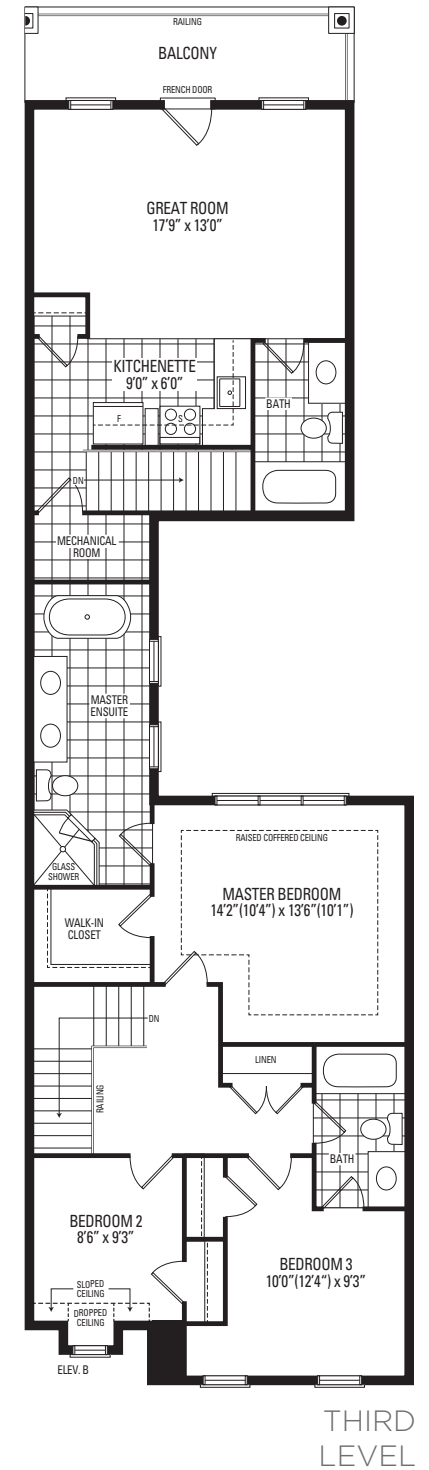 RAILING
BALCONY
FRENCH DOOR
GREAT ROOM
17'9" x 13'0"
KITCHENETTE
9'0" x 6'0"
BATH
F
S
DN
MECHANICAL
ROOM
MASTER
ENSUITE
GLASS
SHOWER
RAISED COFFERED CEILING
MASTER BEDROOM
14'2"(10'4") x 13'6"(10'1")
WALK-IN
CLOSET
DN
RAILING
LINEN
BATH
BEDROOM 2
8'6" x 9'3"
BEDROOM 3
10'0"(12'4") x 9'3"
SLOPED
CEILING
DROPPED
CEILING
ELEV. B
THIRD
LEVEL